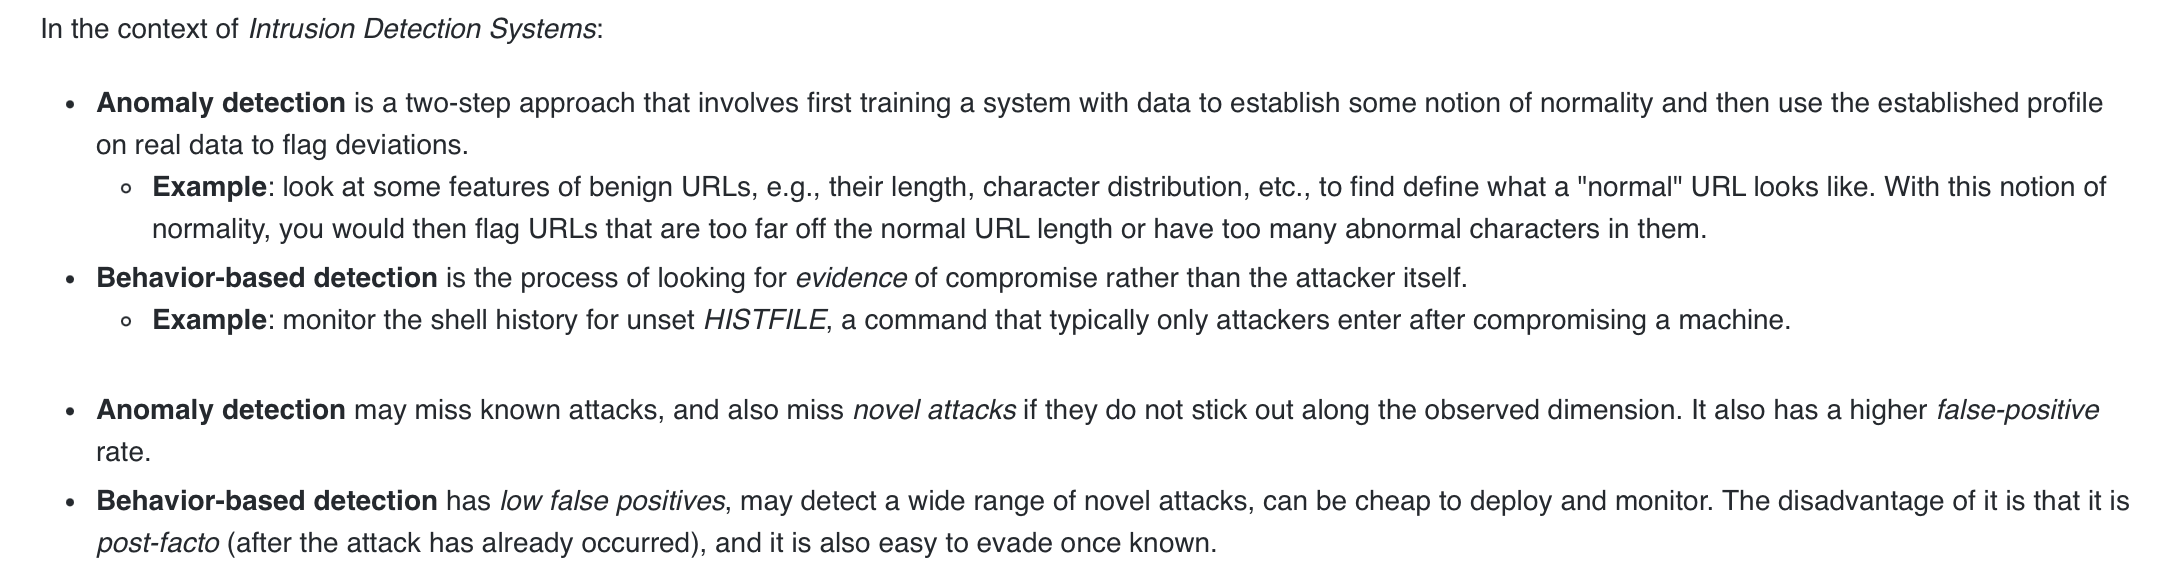 In the context of Intrusion Detection Systems:
• Anomaly detection is a two-step approach that involves first training a system with data to establish some notion of normality and then use the established profile
on real data to flag deviations.
◦ Example: look at some features of benign URLs, e.g., their length, character distribution, etc., to find define what a "normal" URL looks like. With this notion of
normality, you would then flag URLs that are too far off the normal URL length or have too many abnormal characters in them.
• Behavior-based detection is the process of looking for evidence of compromise rather than the attacker itself.
◦ Example: monitor the shell history for unset HISTFILE, a command that typically only attackers enter after compromising a machine.
• Anomaly detection may miss known attacks, and also miss novel attacks if they do not stick out along the observed dimension. It also has a higher false-positive
rate.
• Behavior-based detection has low false positives, may detect a wide range of novel attacks, can be cheap to deploy and monitor. The disadvantage of it is that it is
post-facto (after the attack has already occurred), and it is also easy to evade once known.